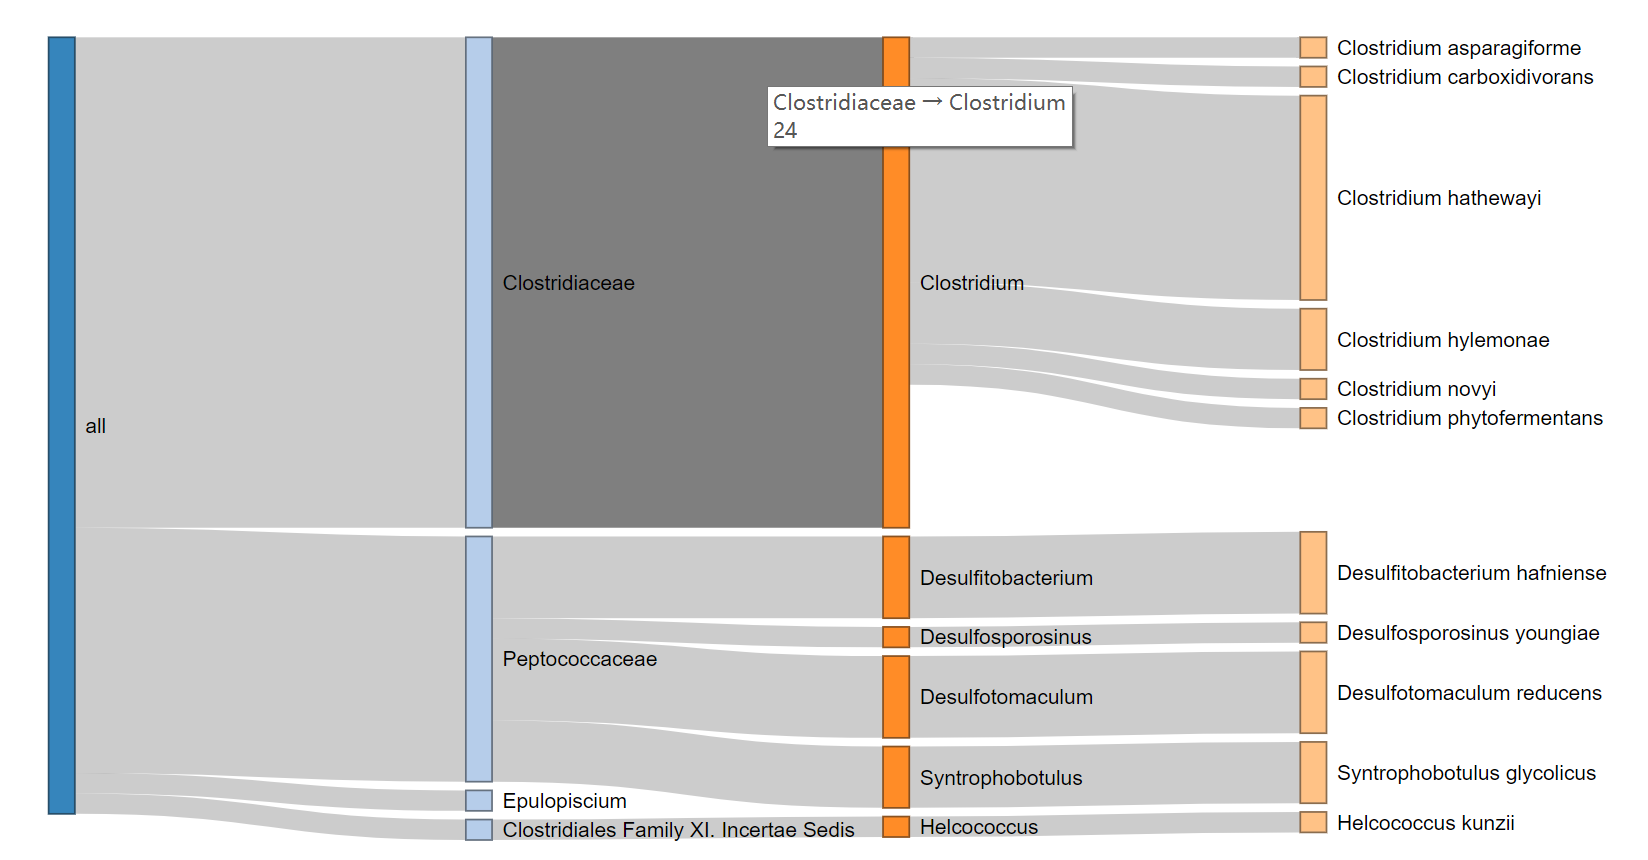 all
Clostridiaceae
Peptococcaceae
Epulopiscium
Clostridiales Family XI. Incertae Sedis
Clostridiaceae → Clostridium
24
Clostridium
Desulfitobacterium
Desulfosporosinus
Desulfotomaculum
Syntrophobotulus
Helcococcus
Clostridium asparagiforme
Clostridium carboxidivorans
Clostridium hathewayi
Clostridium hylemonae
Clostridium novyi
Clostridium phytofermentans
Desulfitobacterium hafniense
Desulfosporosinus youngiae
Desulfotomaculum reducens
Syntrophobotulus glycolicus
Helcococcus kunzii